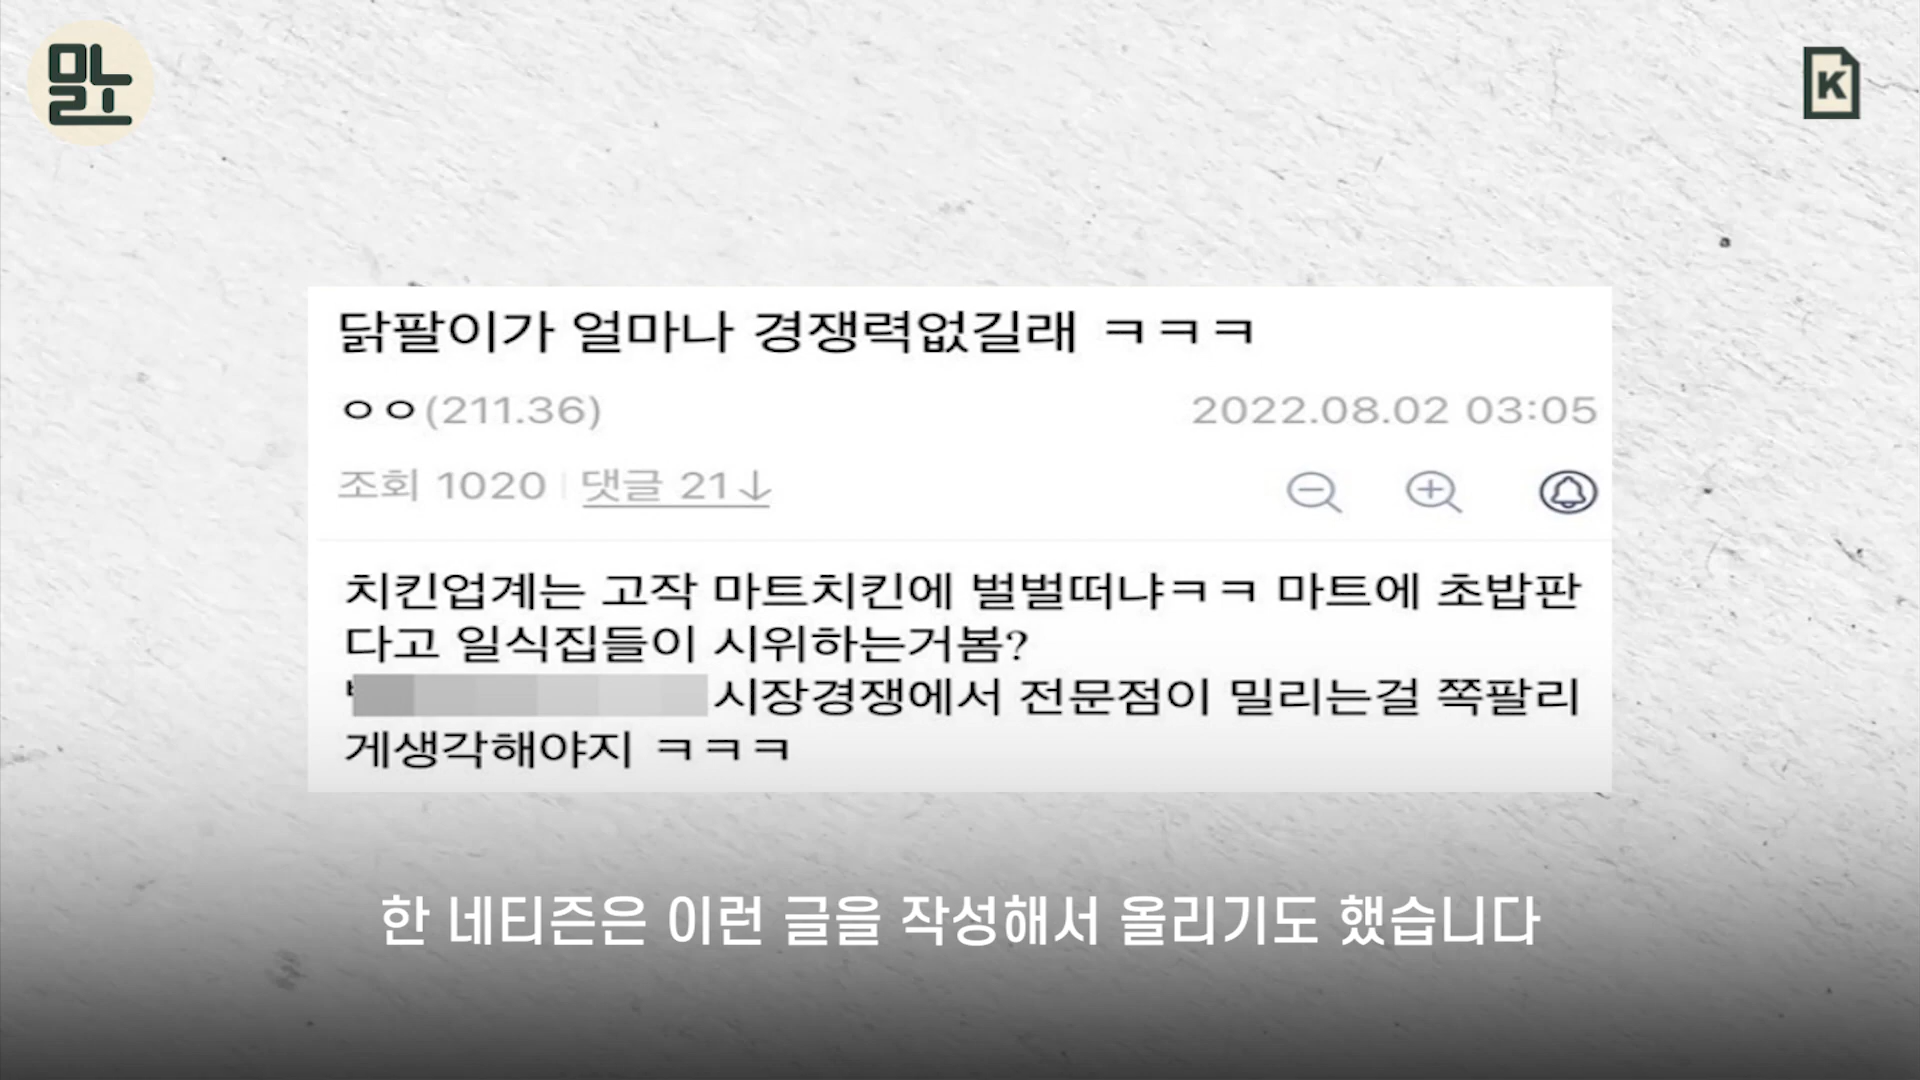 맑소
K
닭팔이가 얼마나 경쟁력없길래 ㅋㅋㅋ
ㅇㅇ(211.36)
2022.08.02 03:05
조회 1020
댓글 21↓
치킨업계는 고작 마트치킨에 벌벌떠냐ㅋㅋ 마트에 초밥판
다고 일식집들이 시위하는거봄?
시장경쟁에서 전문점이 밀리는걸 쪽팔리
게생각해야지 ㅋㅋㅋ
한 네티즌은 이런 글을 작성해서 올리기도 했습니다